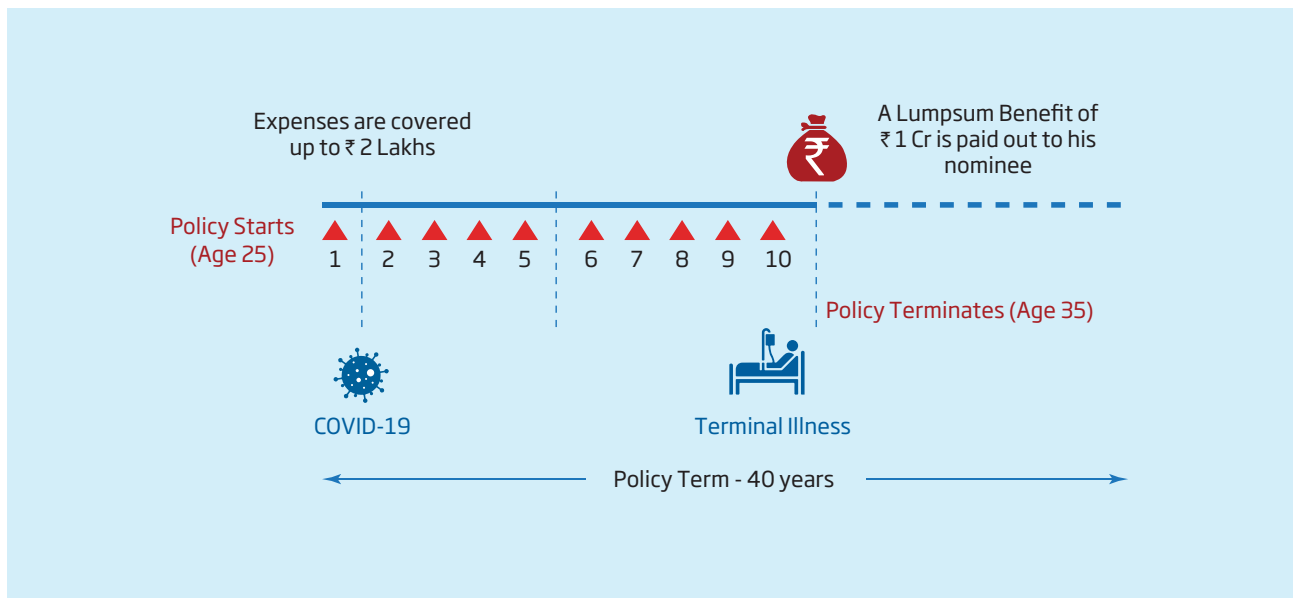 Expenses are covered
up to ₹ 2 Lakhs
₹
A Lumpsum Benefit of
₹ 1 Cr is paid out to his
nominee
Policy Starts
(Age 25)
1 2 3 4 5 6 7 8 9 10
Policy Terminates (Age 35)
COVID-19
Terminal Illness
Policy Term - 40 years